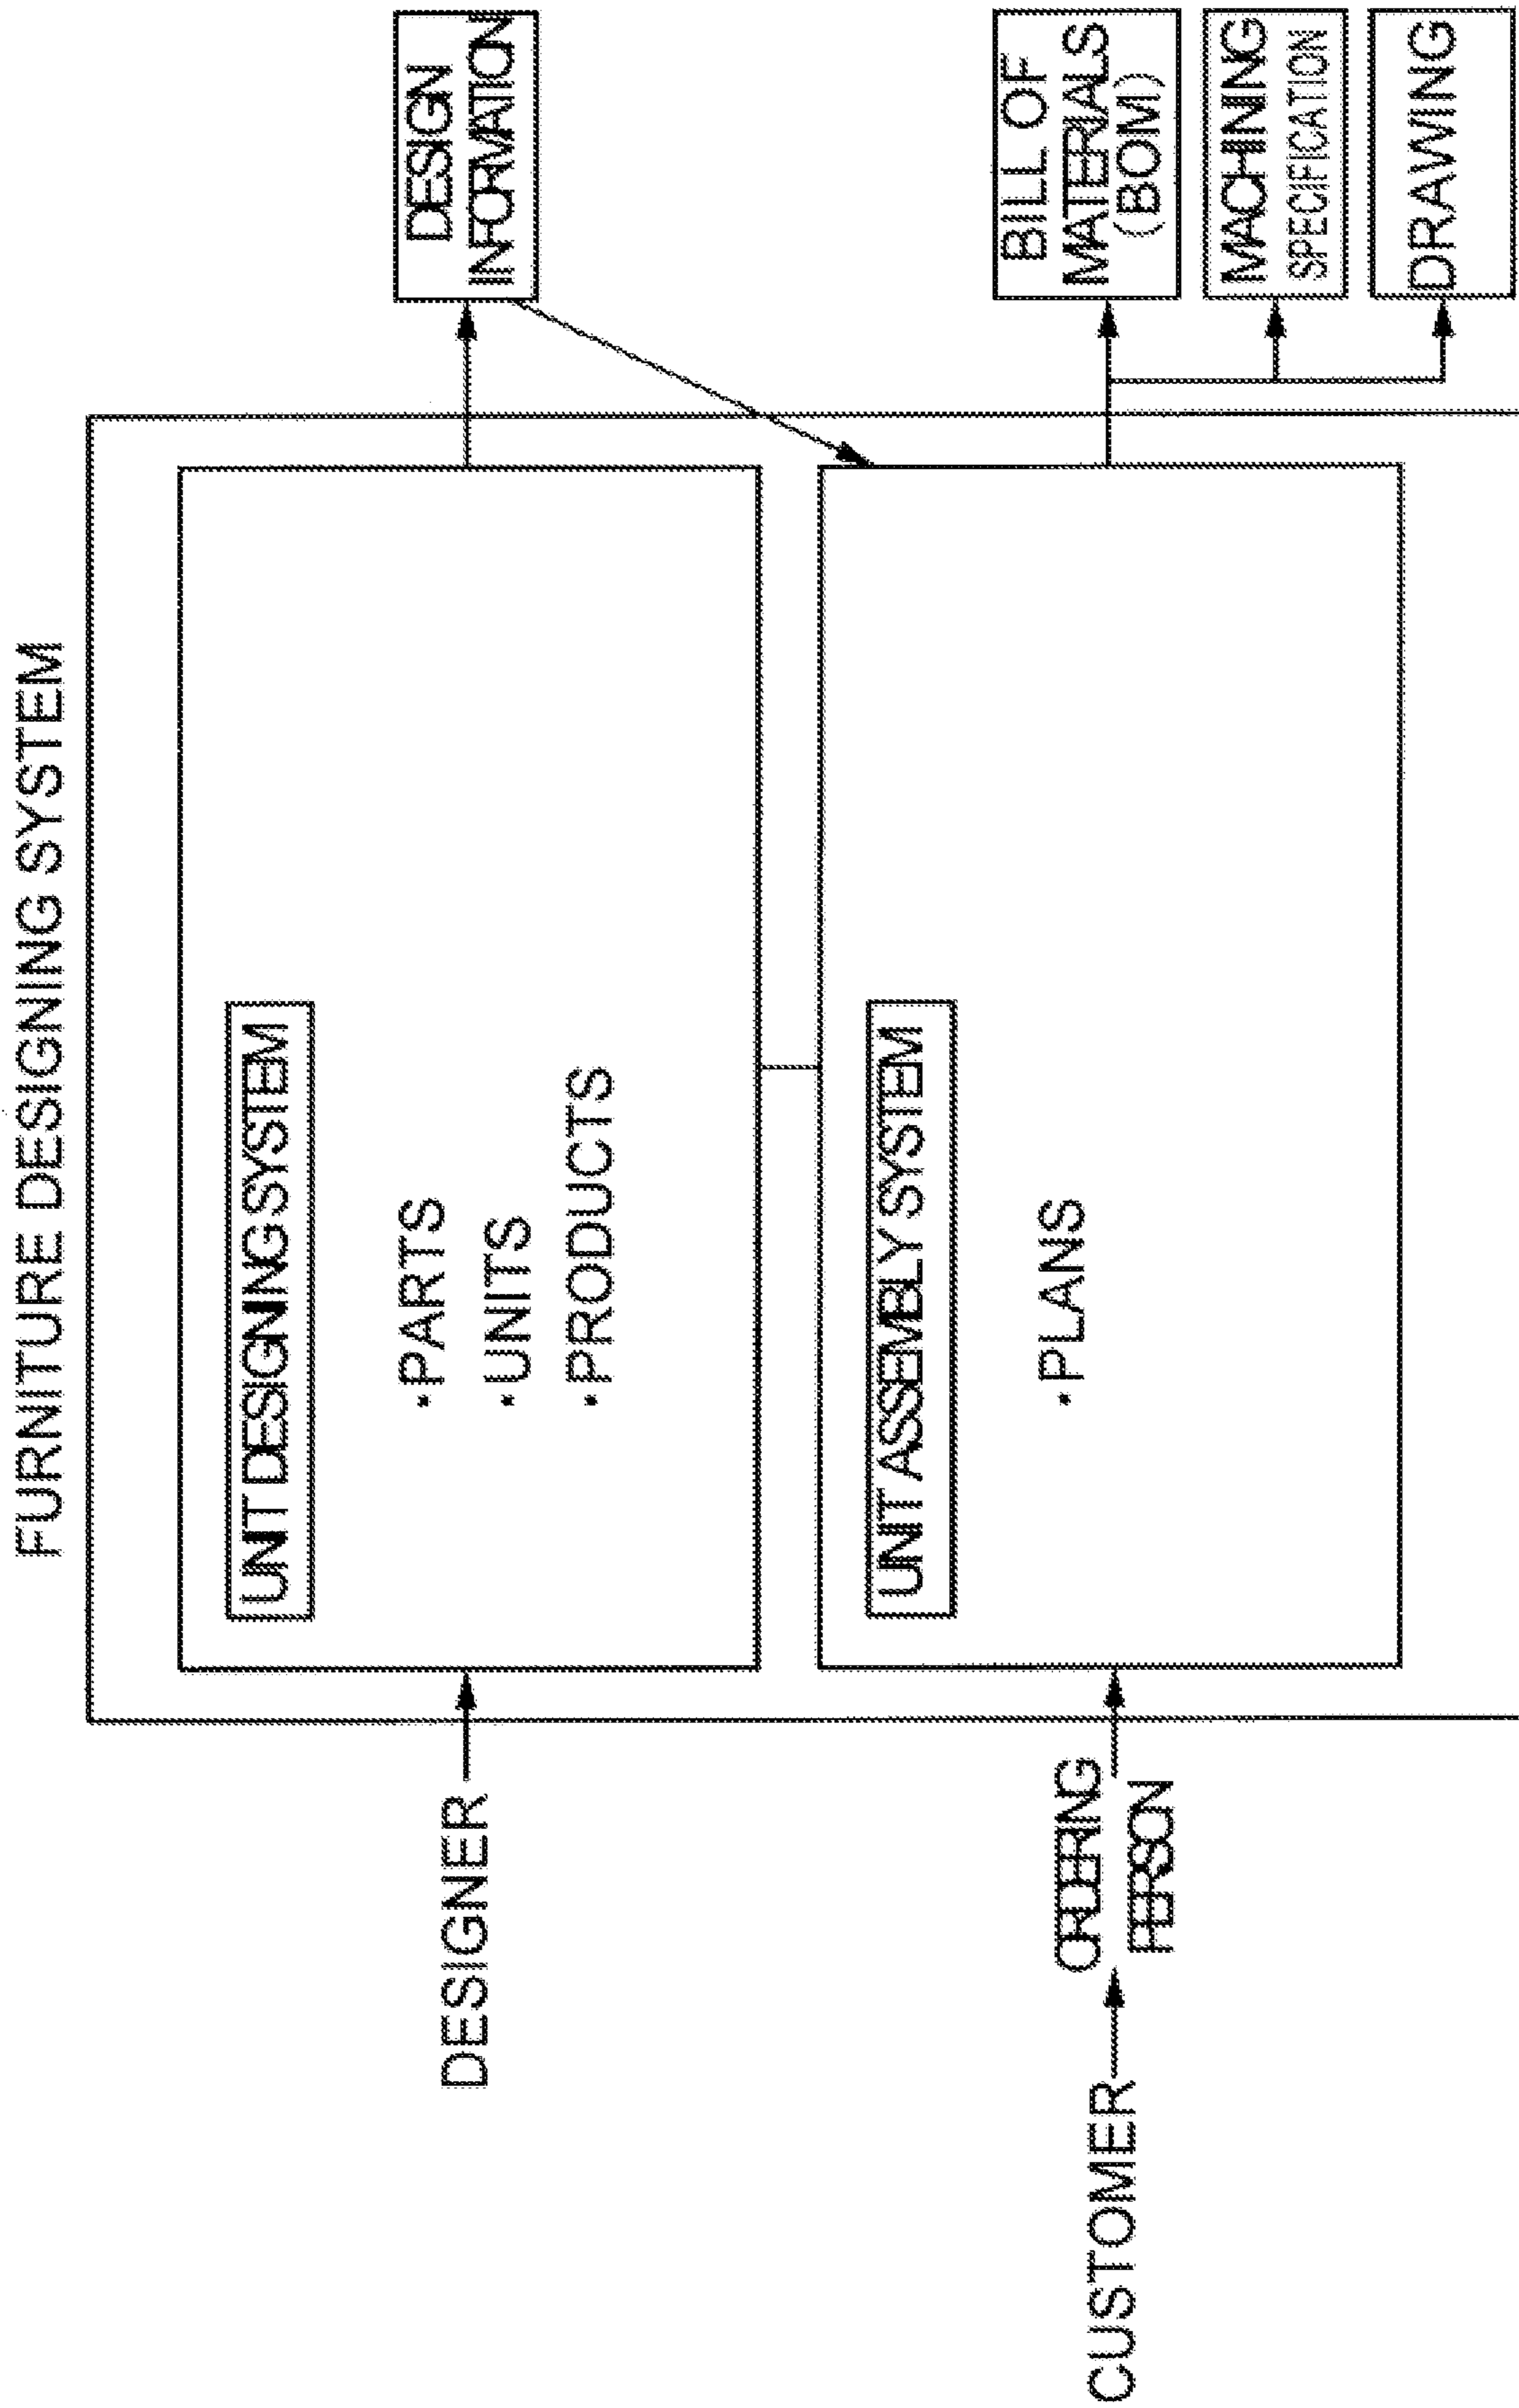 FURNITURE DESIGNING SYSTEM
UNIT DESIGNING SYSTEM
·PARTS
·UNITS
·PRODUCTS
DESIGNER
DESIGN
INFORMATION
UNIT ASSEMBLY SYSTEM
·PLANS
CUSTOMER
ORDERING
PERSON
BILL OF
MATERIALS
(BOM)
MACHINING
SPECIFICATION
DRAWING